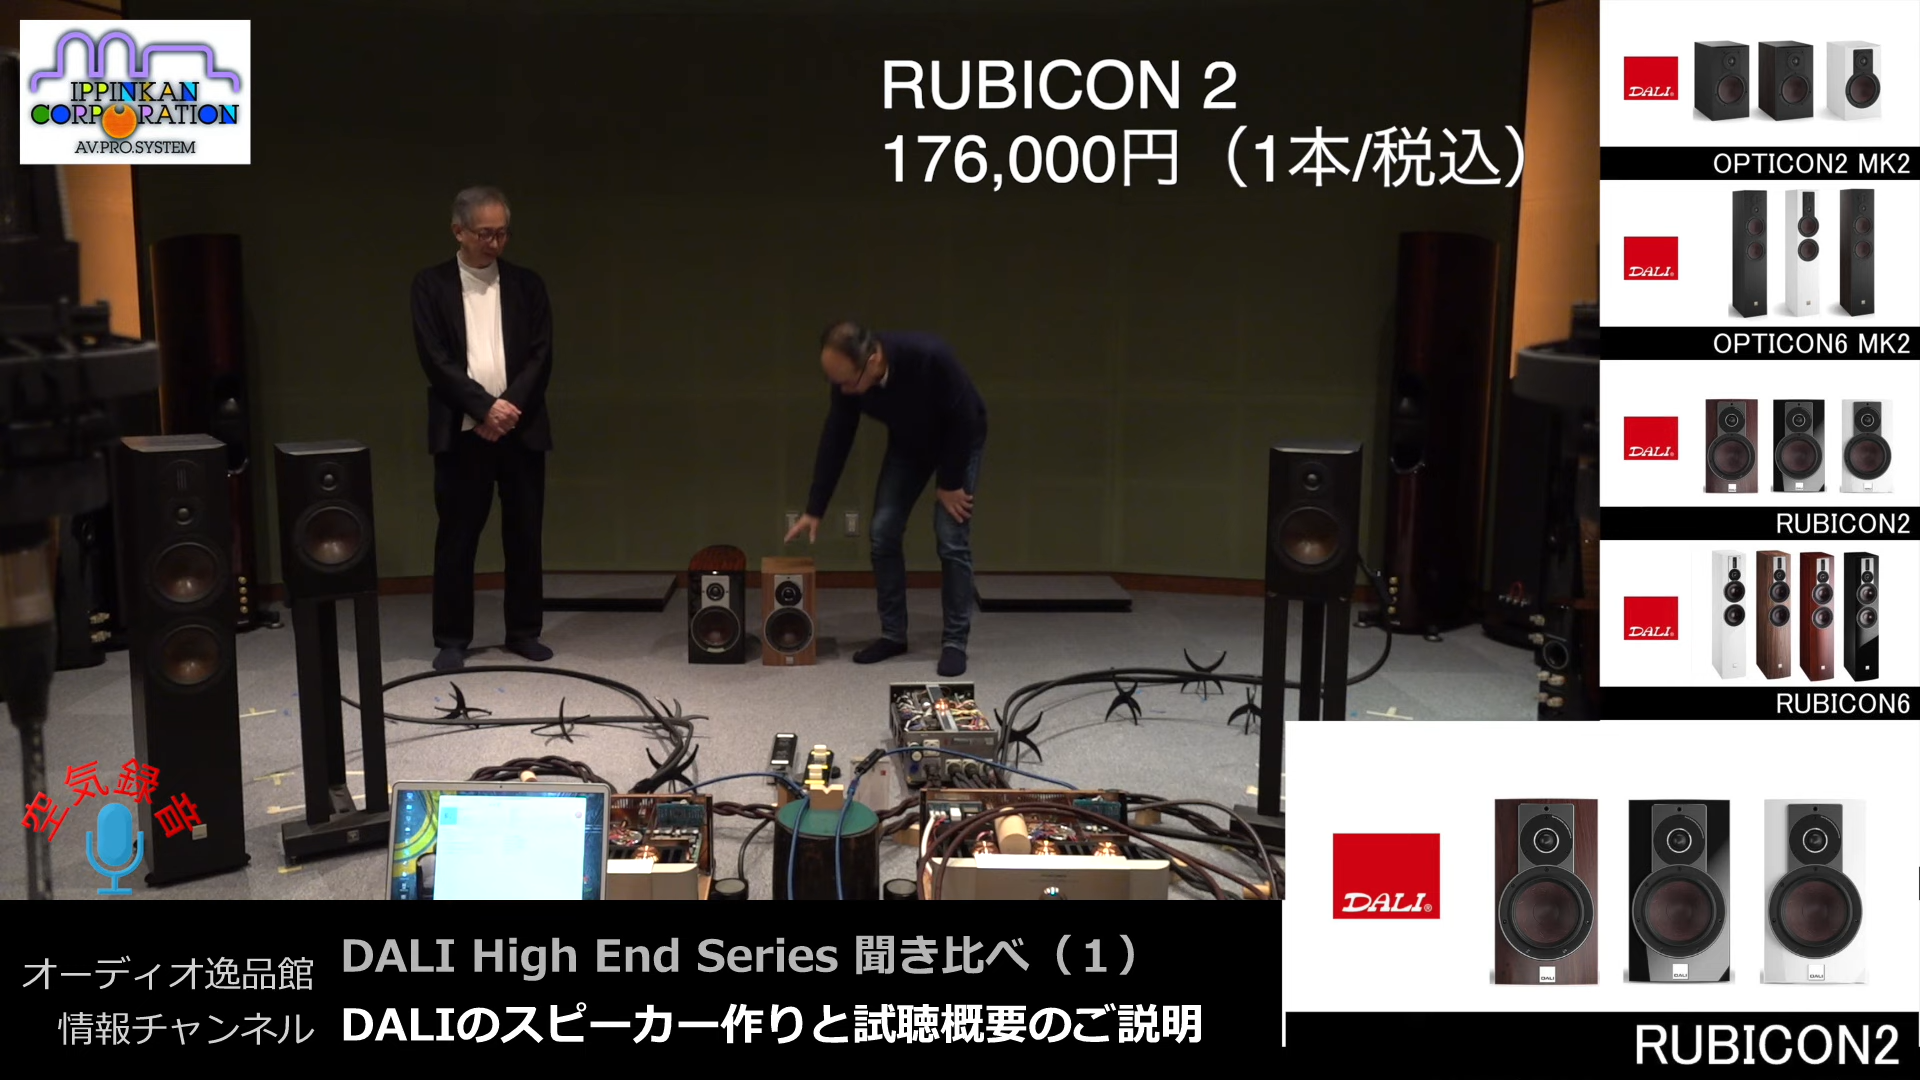 IPPINKAN
CORPORATION
AV.PRO.SYSTEM
RUBICON 2
176,000円（1本/税込）
DALI
OPTICON2 MK2
DALI
OPTICON6 MK2
DALI
RUBICON2
DALI
RUBICON6
空気録音
DALI
RUBICON2
オーディオ逸品館
情報チャンネル
DALI High End Series 聞き比べ（１）
DALIのスピーカー作りと試聴概要のご説明